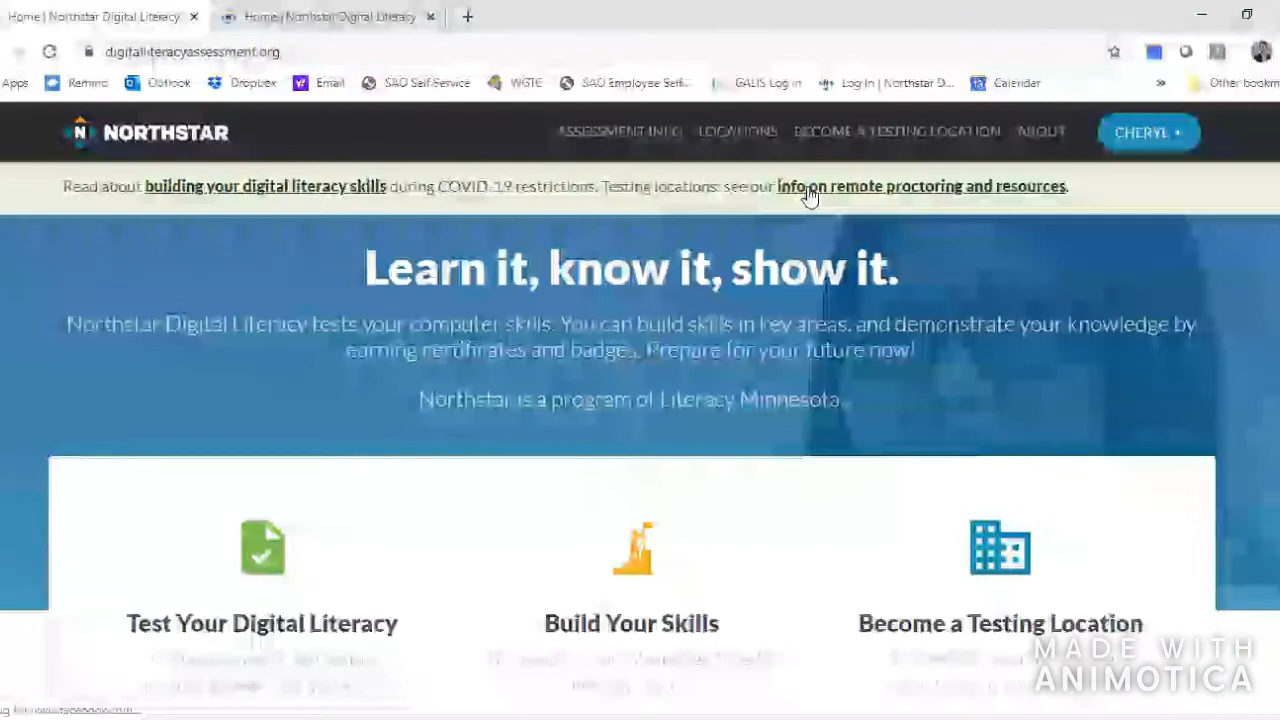 Home | Northstar Digital Literacy
Home | Northstar Digital Literacy
digitalliteracyassessment.org
Apps Remind Outlook Dropbox Email SAO Self Service WGTC SAO Employee Self-... GALIS Log in Log In | Northstar D... Calendar » Other bookm
NORTHSTAR ASSESSMENT INFO LOCATIONS BECOME A TESTING LOCATION ABOUT CHERYL
Read about building your digital literacy skills during COVID-19 restrictions. Testing locations: see our info on remote proctoring and resources.
Learn it, know it, show it.
Northstar Digital Literacy tests your computer skills. You can build skills in key areas, and demonstrate your knowledge by
earning certificates and badges. Prepare for your future now!
Northstar is a program of Literacy Minnesota.
Test Your Digital Literacy
Build Your Skills
Become a Testing Location
MADE WITH
ANIMOTICA